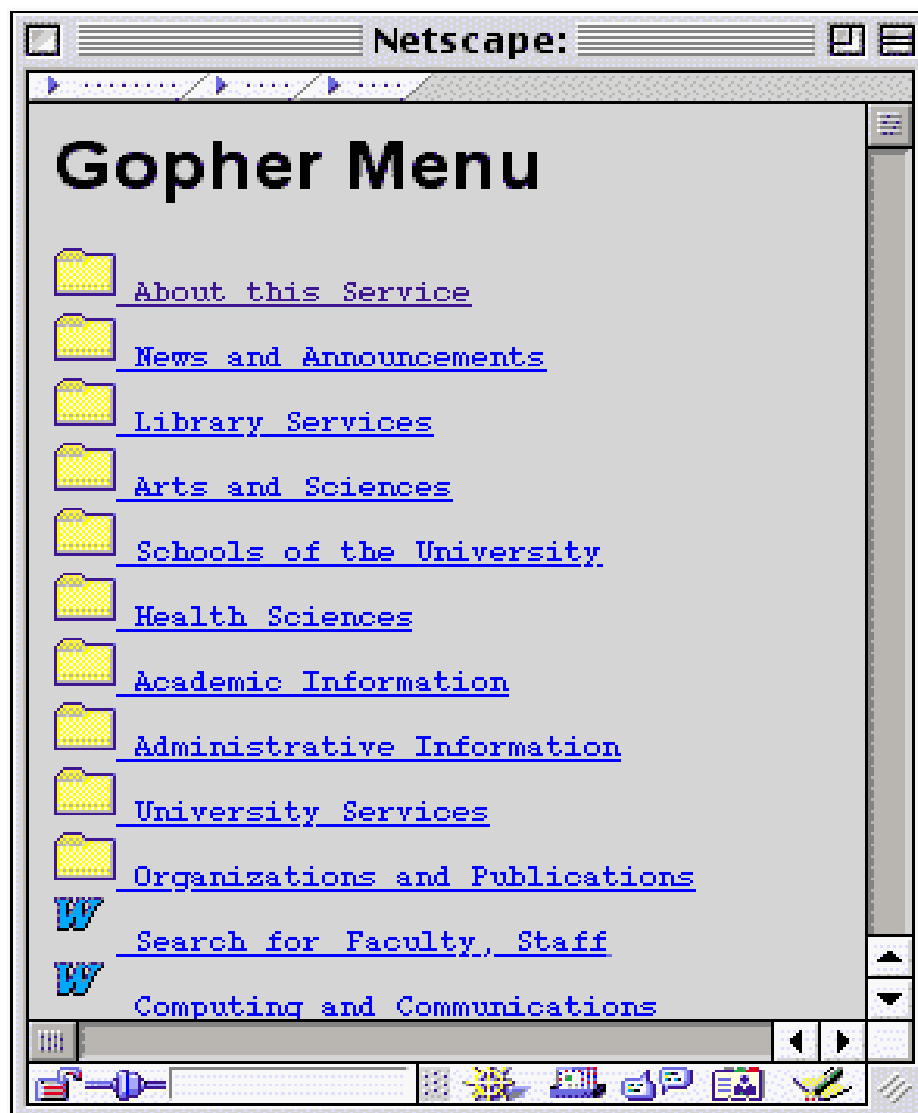 Netscape:
Gopher Menu
About this Service
News and Announcements
Library Services
Arts and Sciences
Schools of the University
Health Sciences
Academic Information
Administrative Information
University Services
Organizations and Publications
W Search for Faculty, Staff
W Computing and Communications